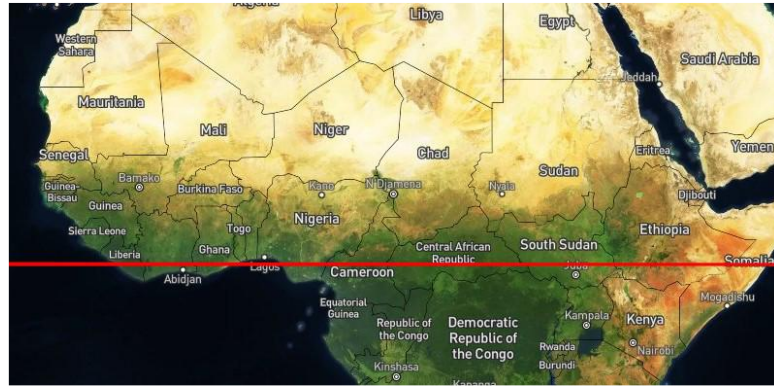 Algeria
Libya
Egypt
Western
Sahara
Saudi Arabia
Jeddah
Mauritania
Mali
Niger
Chad
Sudan
Eritrea
Yemen
Senegal
Bamako
Guinea-
Bissau
Guinea
Burkina Faso
Kano
N'Djamena
Nyala
Djibouti
Nigeria
Togo
Ghana
Sierra Leone
Liberia
Ethiopia
South Sudan
Central African
Republic
Somalia
Lagos
Abidjan
Cameroon
Juba
Mogadishu
Equatorial
Guinea
Republic of
the Congo
Democratic
Republic of
the Congo
Kampala
Kenya
Nairobi
Rwanda
Burundi
Kinshasa
Kananga